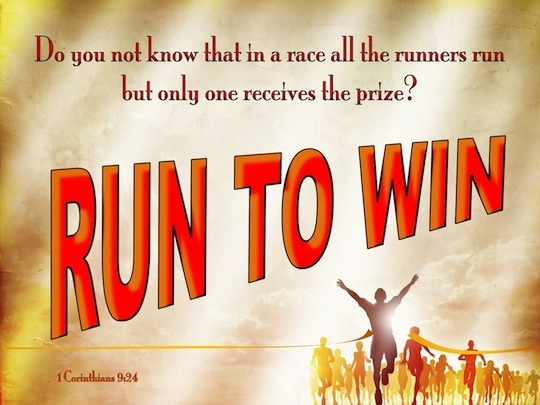 Do you not know that in a race all the runners run
but only one receives the prize?
RUN TO WIN
1 Corinthians 9:24